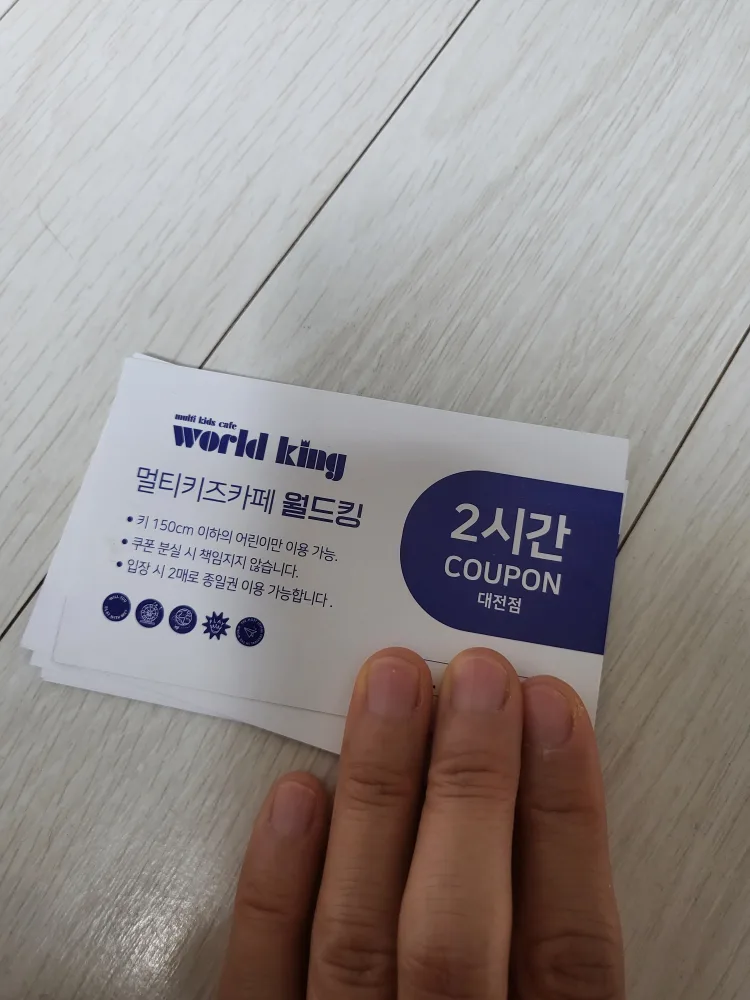 multi kids cafe
world king
멀티키즈카페 월드킹
• 키 150cm 이하의 어린이만 이용 가능.
• 쿠폰 분실 시 책임지지 않습니다.
• 입장 시 2매로 종일권 이용 가능합니다.
2시간
COUPON
대전점